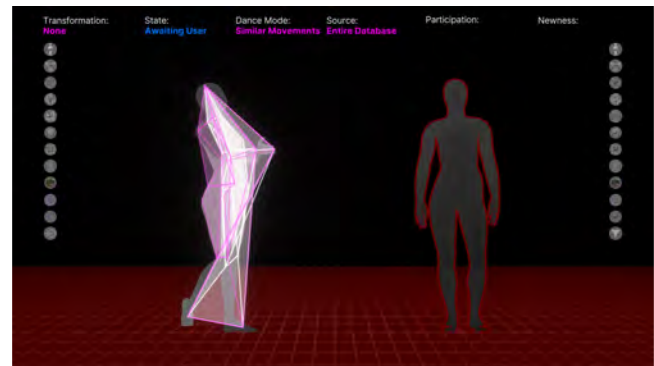 Transformation: State: Dance Mode: Source: Participation: Newness:
None Awaiting User Similar Movements Entire Database